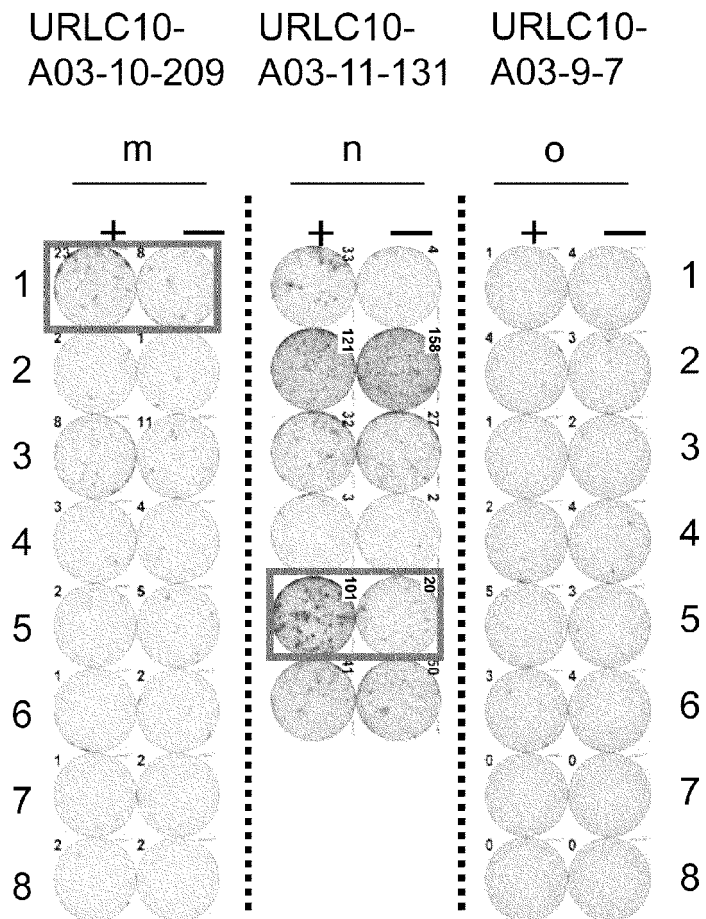 URLC10- URLC10- URLC10-
A03-10-209 A03-11-131 A03-9-7
m n o
+ — + — + —
1 23 8 33 4 1 4 1
2 2 1 121 158 4 3 2
3 8 11 32 27 1 2 3
4 3 4 3 2 2 4 4
5 2 5 101 20 5 3 5
6 1 2 41 50 3 4 6
7 1 2 0 0 7
8 2 2 0 0 8